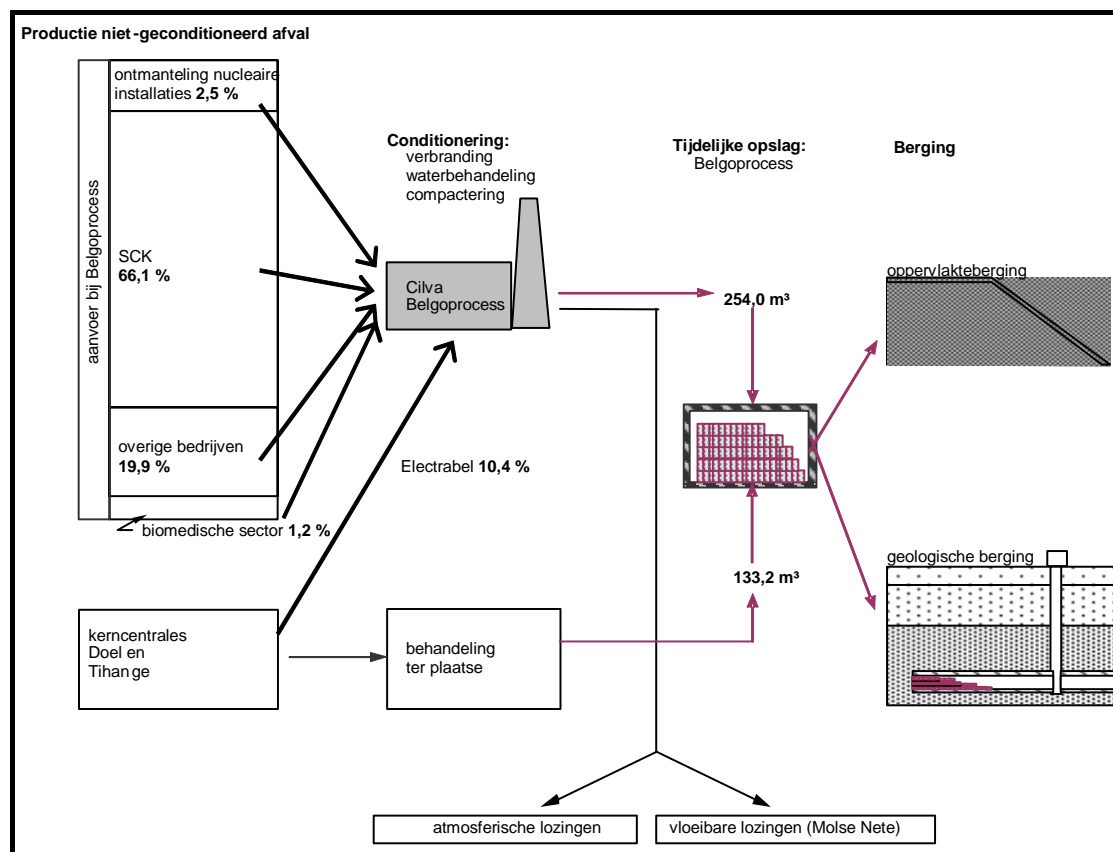 Productie niet-geconditioneerd afval
aanvoer bij Belgoprocess
ontmanteling nucleaire
installaties 2,5 %
SCK
66,1 %
overige bedrijven
19,9 %
biomedische sector 1,2 %
kerncentrales
Doel en
Tihange
Conditionering:
verbranding
waterbehandeling
compactering
Cilva
Belgoprocess
Electrabel 10,4 %
behandeling
ter plaatse
Tijdelijke opslag:
Belgoprocess
254,0 m³
133,2 m³
Berging
oppervlakteberging
geologische berging
atmosferische lozingen
vloeibare lozingen (Molse Nete)